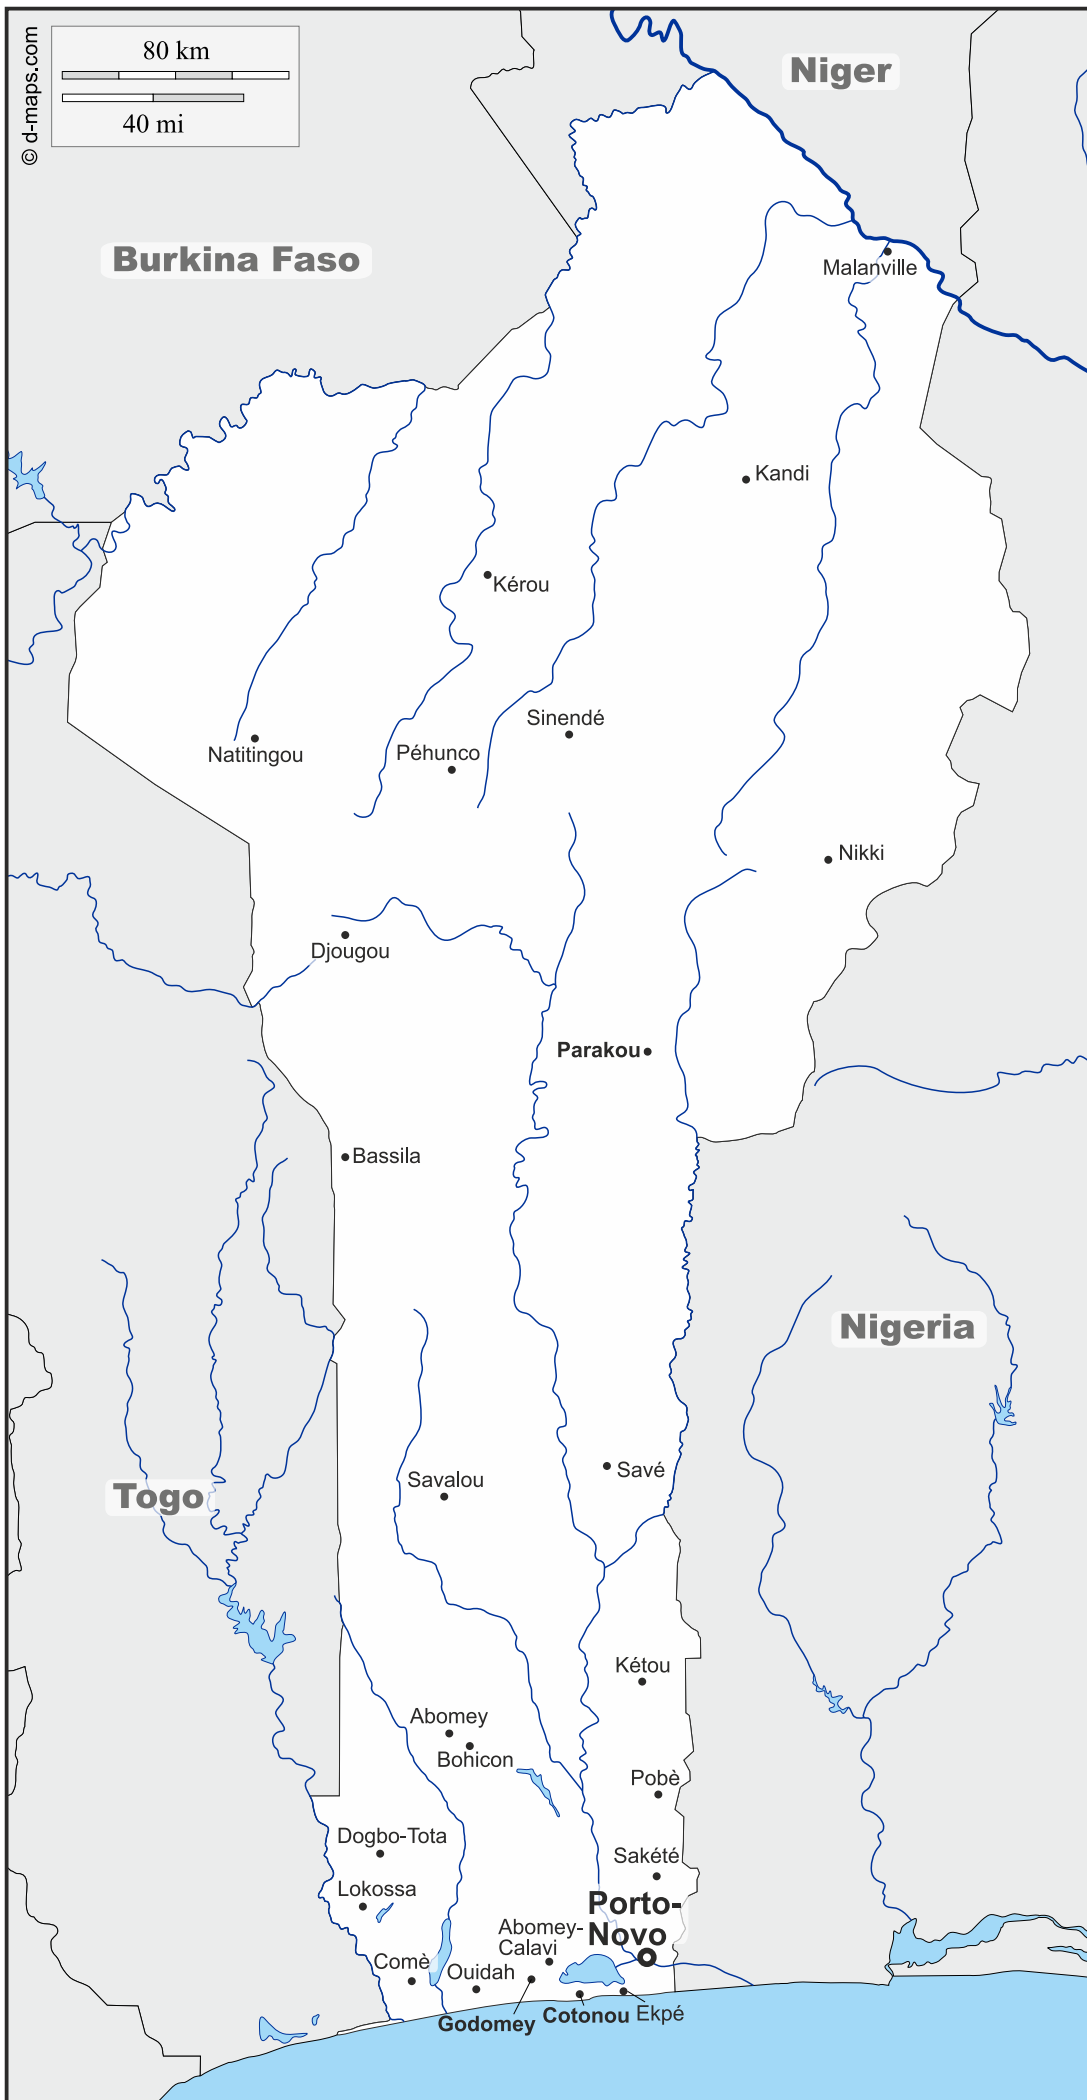 © d-maps.com
80 km
40 mi
Niger
Burkina Faso
Malanville
Kandi
Kérou
Sinendé
Natitingou
Péhunco
Nikki
Djougou
Parakou
Bassila
Nigeria
Savé
Savalou
Togo
Kétou
Abomey
Bohicon
Pobè
Dogbo-Tota
Sakété
Lokossa
Porto-
Novo
Abomey-
Calavi
Comè
Ouidah
Godomey
Cotonou
Ekpé